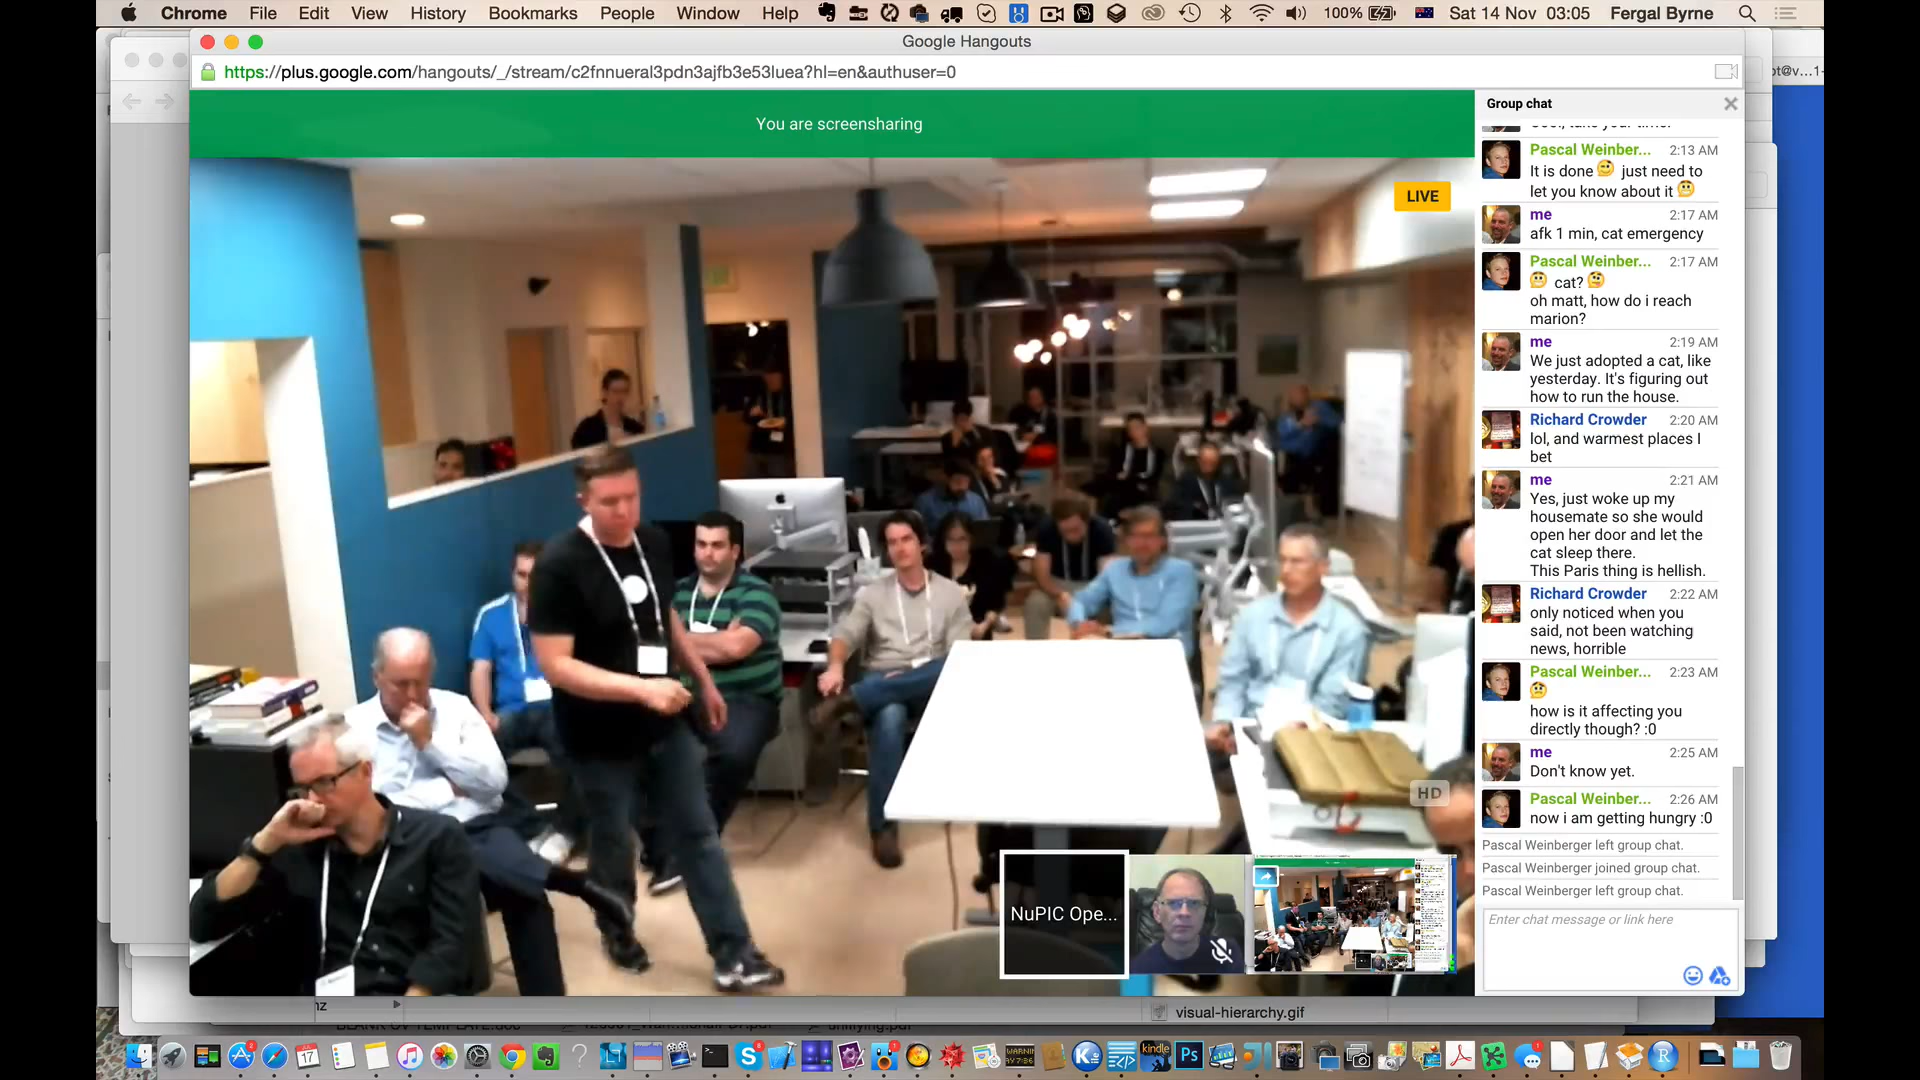 Chrome File Edit View History Bookmarks People Window Help 100% Sat 14 Nov 03:05 Fergal Byrne
Google Hangouts
https://plus.google.com/hangouts/_/stream/c2fnnueral3pdn3ajfb3e53luea?hl=en&authuser=0
You are screensharing
LIVE
HD
NuPIC Ope...
Group chat
Pascal Weinber... 2:13 AM
It is done just need to
let you know about it
me 2:17 AM
afk 1 min, cat emergency
Pascal Weinber... 2:17 AM
cat?
oh matt, how do i reach
marion?
me 2:19 AM
We just adopted a cat, like
yesterday. It's figuring out
how to run the house.
Richard Crowder 2:20 AM
lol, and warmest places I
bet
me 2:21 AM
Yes, just woke up my
housemate so she would
open her door and let the
cat sleep there.
This Paris thing is hellish.
Richard Crowder 2:22 AM
only noticed when you
said, not been watching
news, horrible
Pascal Weinber... 2:23 AM
how is it affecting you
directly though? :0
me 2:25 AM
Don't know yet.
Pascal Weinber... 2:26 AM
now i am getting hungry :0
Pascal Weinberger left group chat.
Pascal Weinberger joined group chat.
Pascal Weinberger left group chat.
Enter chat message or link here
visual-hierarchy.gif
17
kindle
Ps